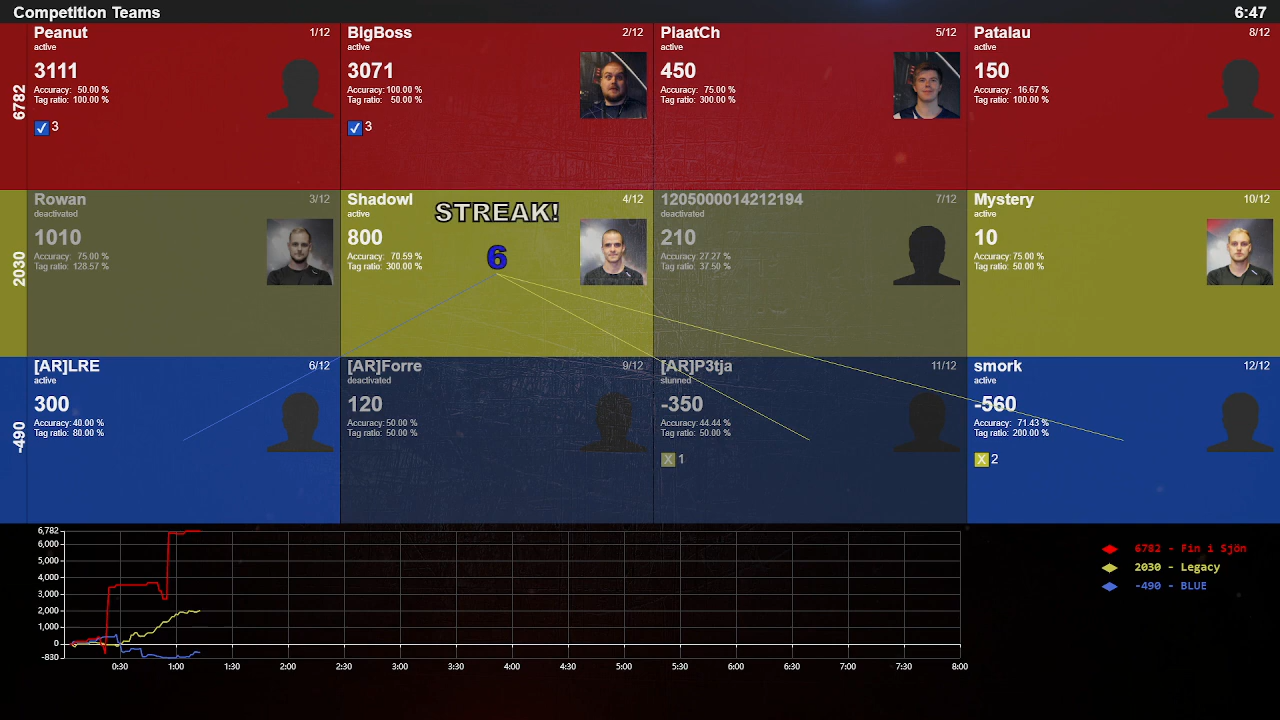 Competition Teams 6:47
6782
Peanut 1/12
active
3111
Accuracy: 50.00 %
Tag ratio: 100.00 %
3
BigBoss 2/12
active
3071
Accuracy: 100.00 %
Tag ratio: 50.00 %
3
PlaatCh 5/12
active
450
Accuracy: 75.00 %
Tag ratio: 300.00 %
Patalau 8/12
active
150
Accuracy: 16.67 %
Tag ratio: 100.00 %
2030
Rowan 3/12
deactivated
1010
Accuracy: 75.00 %
Tag ratio: 128.57 %
Shadowl 4/12
active
800
Accuracy: 70.59 %
Tag ratio: 300.00 %
STREAK!
6
1205000014212194 7/12
deactivated
210
Accuracy: 27.27 %
Tag ratio: 37.50 %
Mystery 10/12
active
10
Accuracy: 75.00 %
Tag ratio: 50.00 %
-490
[AR]LRE 6/12
active
300
Accuracy: 40.00 %
Tag ratio: 80.00 %
[AR]Forre 9/12
deactivated
120
Accuracy: 50.00 %
Tag ratio: 50.00 %
[AR]P3tja 11/12
stunned
-350
Accuracy: 44.44 %
Tag ratio: 50.00 %
X 1
smork 12/12
active
-560
Accuracy: 71.43 %
Tag ratio: 200.00 %
X 2
6,782
6,000
5,000
4,000
3,000
2,000
1,000
0
-830
0:30 1:00 1:30 2:00 2:30 3:00 3:30 4:00 4:30 5:00 5:30 6:00 6:30 7:00 7:30 8:00
6782 - Fin i Sjön
2030 - Legacy
-490 - BLUE